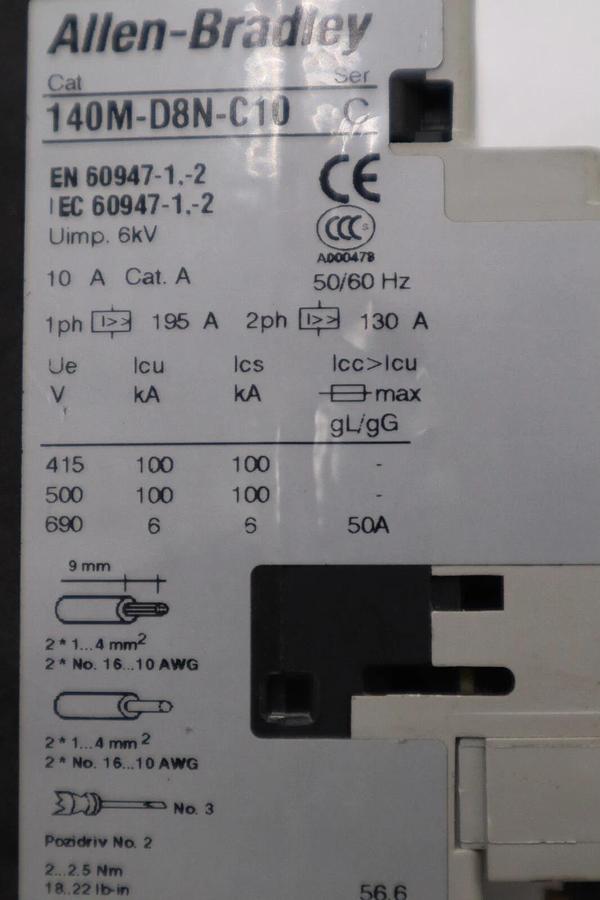 Allen-Bradley
Cat Ser
140M-D8N-C10 C
EN 60947-1,-2
IEC 60947-1,-2
Uimp. 6kV
CE
CCC S
A000478
10 A Cat. A 50/60 Hz
1ph I>> 195 A 2ph I>> 130 A
Ue Icu Ics Icc>Icu
V kA kA max
gL/gG
415 100 100 -
500 100 100 -
690 6 6 50A
9 mm
2 * 1...4 mm²
2 * No. 16...10 AWG
2 * 1...4 mm²
2 * No. 16...10 AWG
No. 3
Pozidriv No. 2
2...2.5 Nm
18..22 lb-in 56.6